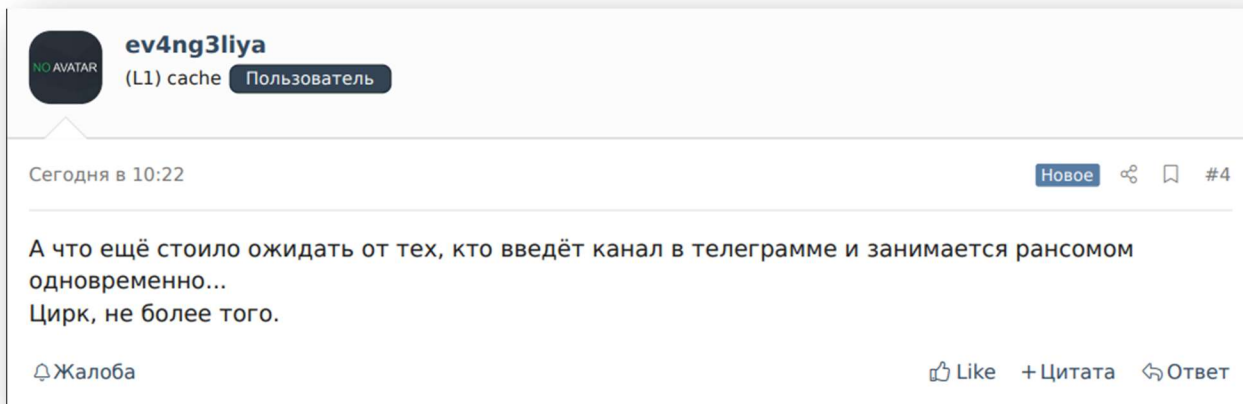 ev4ng3liya
NO AVATAR
(L1) cache Пользователь
Сегодня в 10:22 Новое #4
А что ещё стоило ожидать от тех, кто введёт канал в телеграмме и занимается рансомом
одновременно...
Цирк, не более того.
Жалоба Like +Цитата Ответ